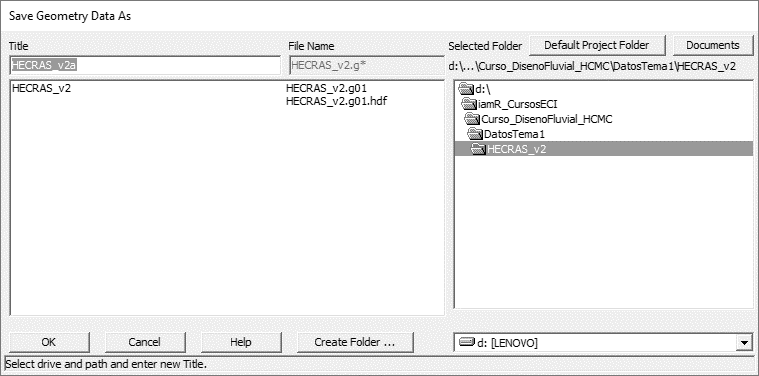 Save Geometry Data As
Title
File Name
Selected Folder
Default Project Folder
Documents
HECRAS_v2a
HECRAS_v2.g*
d:\...\Curso_DisenoFluvial_HCMC\DatosTema1\HECRAS_v2
HECRAS_v2
HECRAS_v2.g01
HECRAS_v2.g01.hdf
d:\
iamR_CursosECI
Curso_DisenoFluvial_HCMC
DatosTema1
HECRAS_v2
OK
Cancel
Help
Create Folder ...
d: [LENOVO]
Select drive and path and enter new Title.